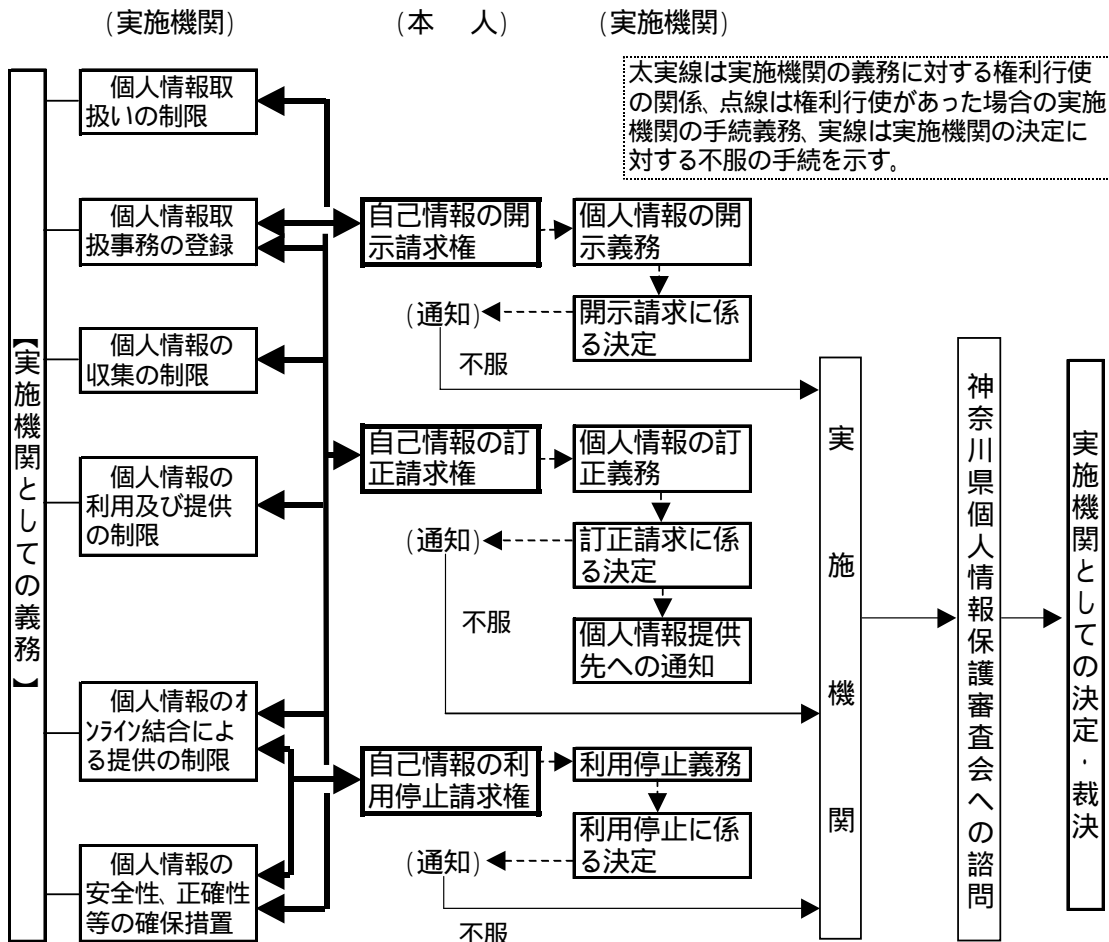 (実施機関)
(本　人)
(実施機関)
太実線は実施機関の義務に対する権利行使
の関係、点線は権利行使があった場合の実施
機関の手続義務、実線は実施機関の決定に
対する不服の手続を示す。
【実施機関としての義務】
個人情報取
扱いの制限
個人情報取
扱事務の登録
個人情報の
収集の制限
個人情報の
利用及び提供
の制限
個人情報のオ
ンライン結合によ
る提供の制限
個人情報の
安全性、正確性
等の確保措置
自己情報の開
示請求権
個人情報の開
示義務
(通知)
開示請求に係
る決定
不服
自己情報の訂
正請求権
個人情報の訂
正義務
(通知)
訂正請求に係
る決定
不服
個人情報提供
先への通知
自己情報の利
用停止請求権
利用停止義務
利用停止に係
る決定
(通知)
不服
実施機関
神奈川県個人情報保護審査会への諮問
実施機関としての決定・裁決